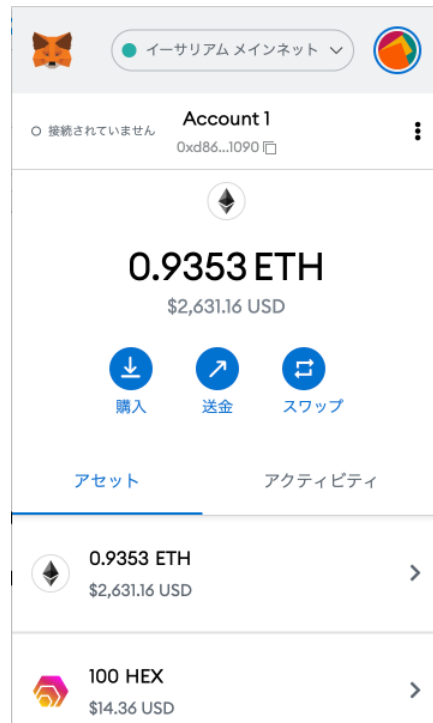 イーサリアム メインネット
接続されていません
Account 1
0xd86...1090
0.9353 ETH
$2,631.16 USD
購入
送金
スワップ
アセット
アクティビティ
0.9353 ETH
$2,631.16 USD
100 HEX
$14.36 USD